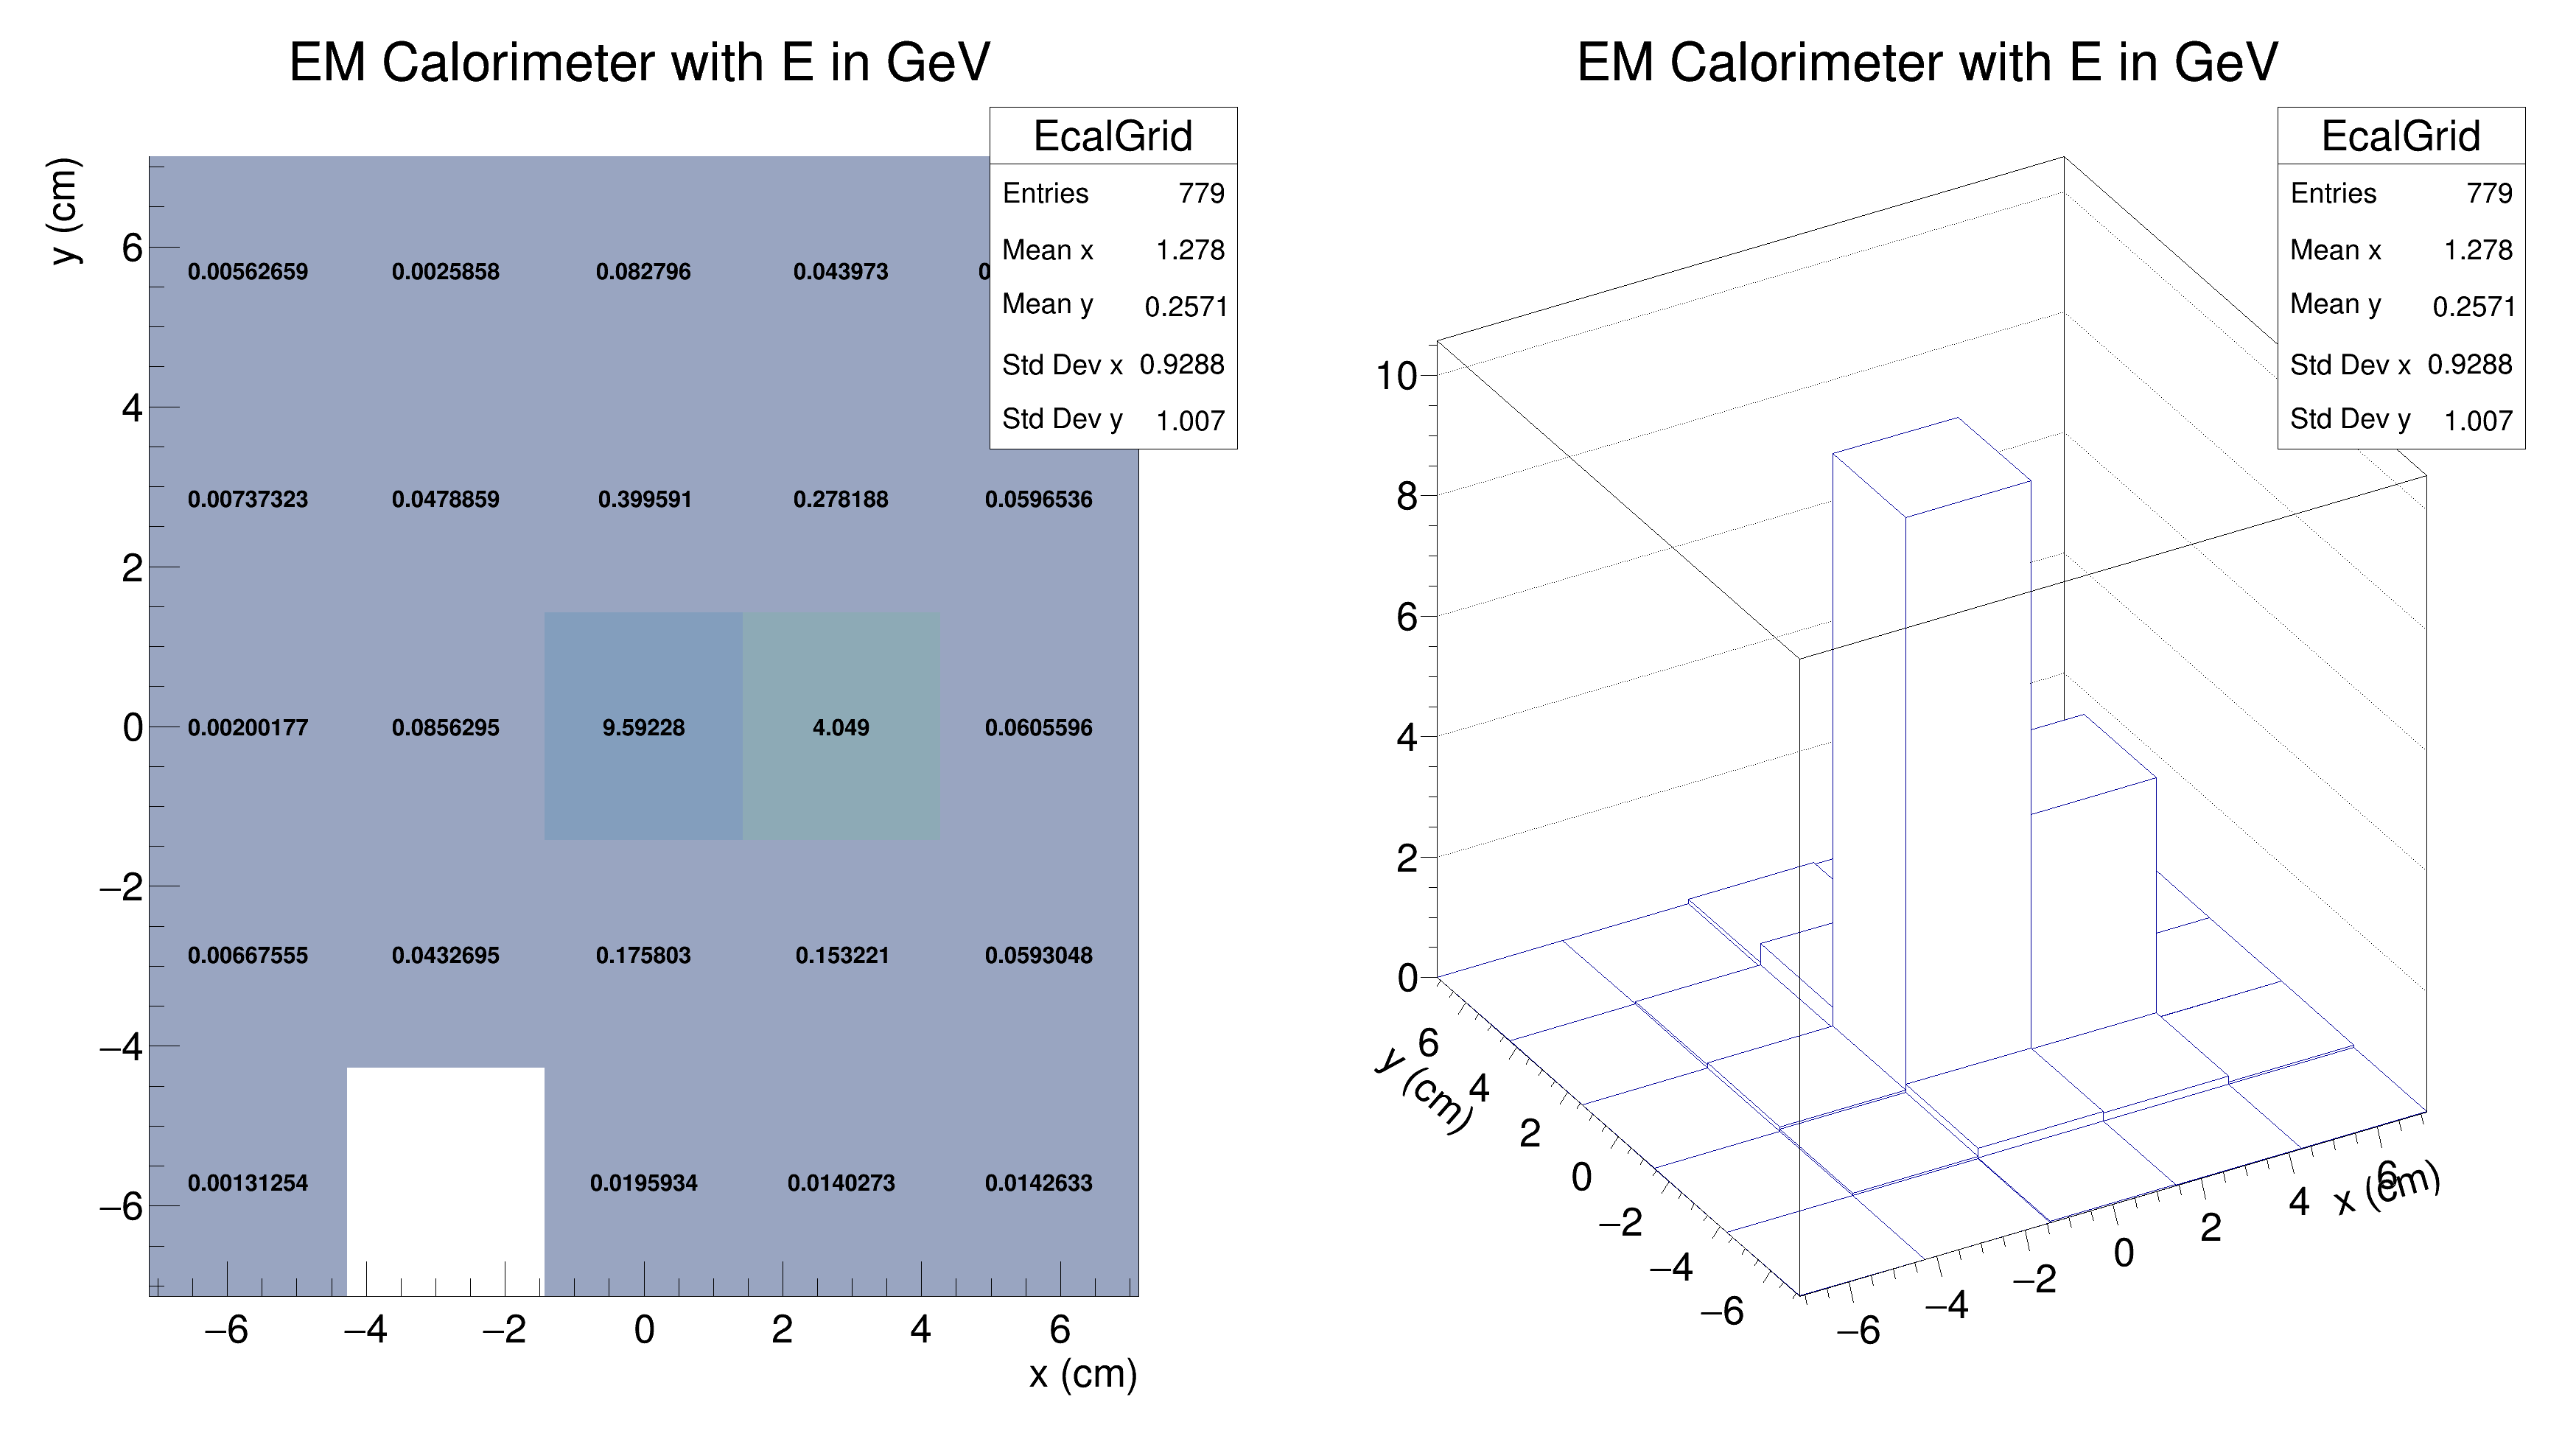 EM Calorimeter with E in GeV
EcalGrid
Entries 779
Mean x 1.278
Mean y 0.2571
Std Dev x 0.9288
Std Dev y 1.007
y (cm)
6
4
2
0
−2
−4
−6
0.00562659 0.0025858 0.082796 0.043973
0.00737323 0.0478859 0.399591 0.278188 0.0596536
0.00200177 0.0856295 9.59228 4.049 0.0605596
0.00667555 0.0432695 0.175803 0.153221 0.0593048
0.00131254 0.0195934 0.0140273 0.0142633
−6 −4 −2 0 2 4 6
x (cm)
EM Calorimeter with E in GeV
EcalGrid
Entries 779
Mean x 1.278
Mean y 0.2571
Std Dev x 0.9288
Std Dev y 1.007
10
8
6
4
2
0
6
4
2
0
−2
−4
−6
y (cm)
−6
−4
−2
0
2
4
6
x (cm)